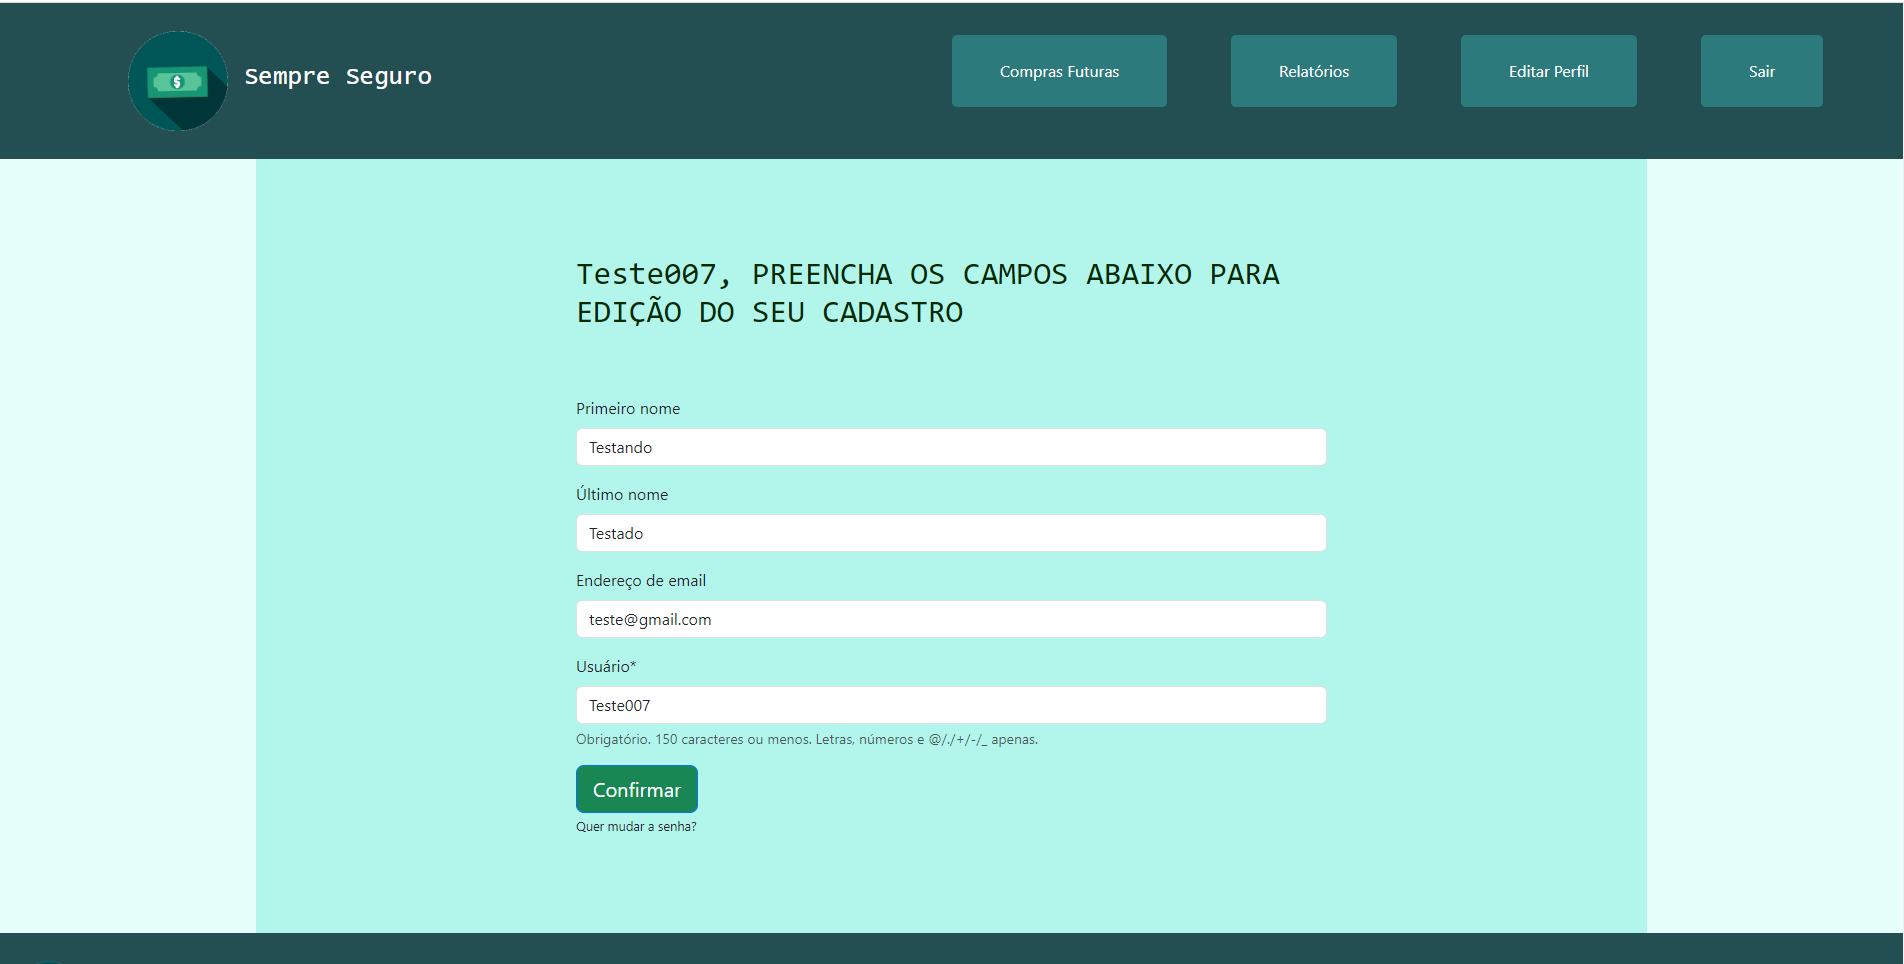 $
Sempre Seguro
Compras Futuras
Relatórios
Editar Perfil
Sair
Teste007, PREENCHA OS CAMPOS ABAIXO PARA
EDIÇÃO DO SEU CADASTRO
Primeiro nome
Testando
Último nome
Testado
Endereço de email
teste@gmail.com
Usuário*
Teste007
Obrigatório. 150 caracteres ou menos. Letras, números e @/./+/-/_ apenas.
Confirmar
Quer mudar a senha?